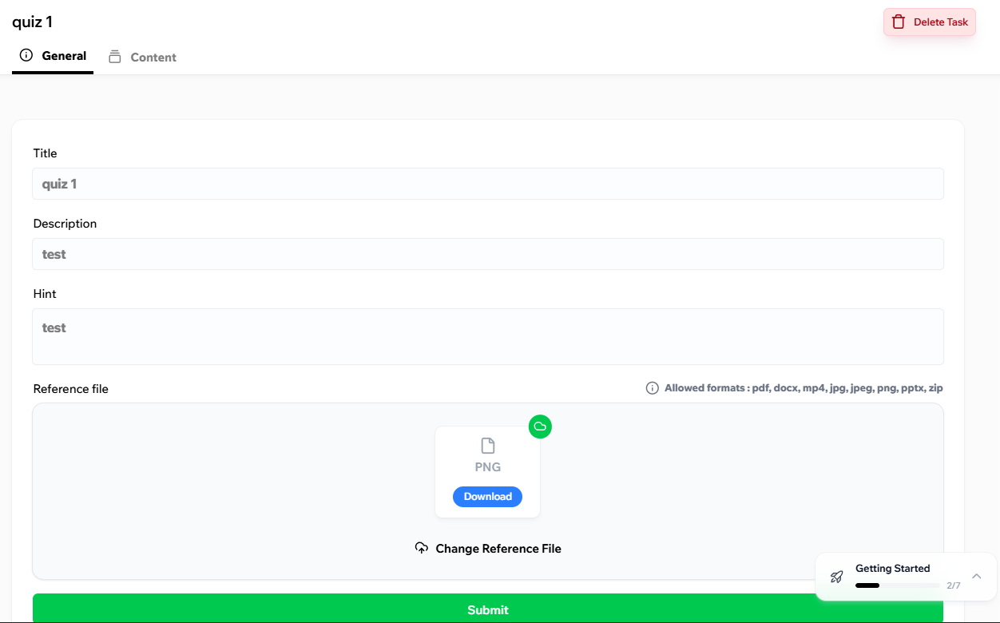 quiz 1
Delete Task
General
Content
Title
quiz 1
Description
test
Hint
test
Reference file
Allowed formats : pdf, docx, mp4, jpg, jpeg, png, pptx, zip
PNG
Download
Change Reference File
Getting Started
2/7
Submit